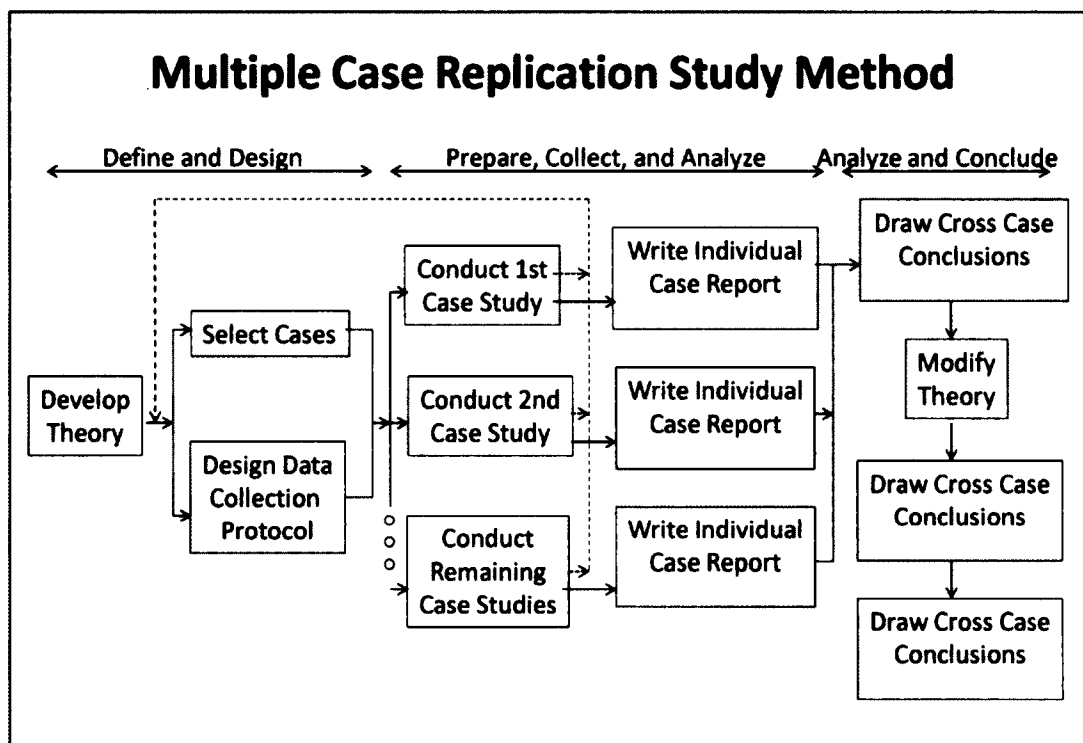 Multiple Case Replication Study Method
Define and Design
Prepare, Collect, and Analyze
Analyze and Conclude
Develop
Theory
Select Cases
Design Data
Collection
Protocol
Conduct 1st
Case Study
Conduct 2nd
Case Study
Conduct
Remaining
Case Studies
Write Individual
Case Report
Write Individual
Case Report
Write Individual
Case Report
Draw Cross Case
Conclusions
Modify
Theory
Draw Cross Case
Conclusions
Draw Cross Case
Conclusions